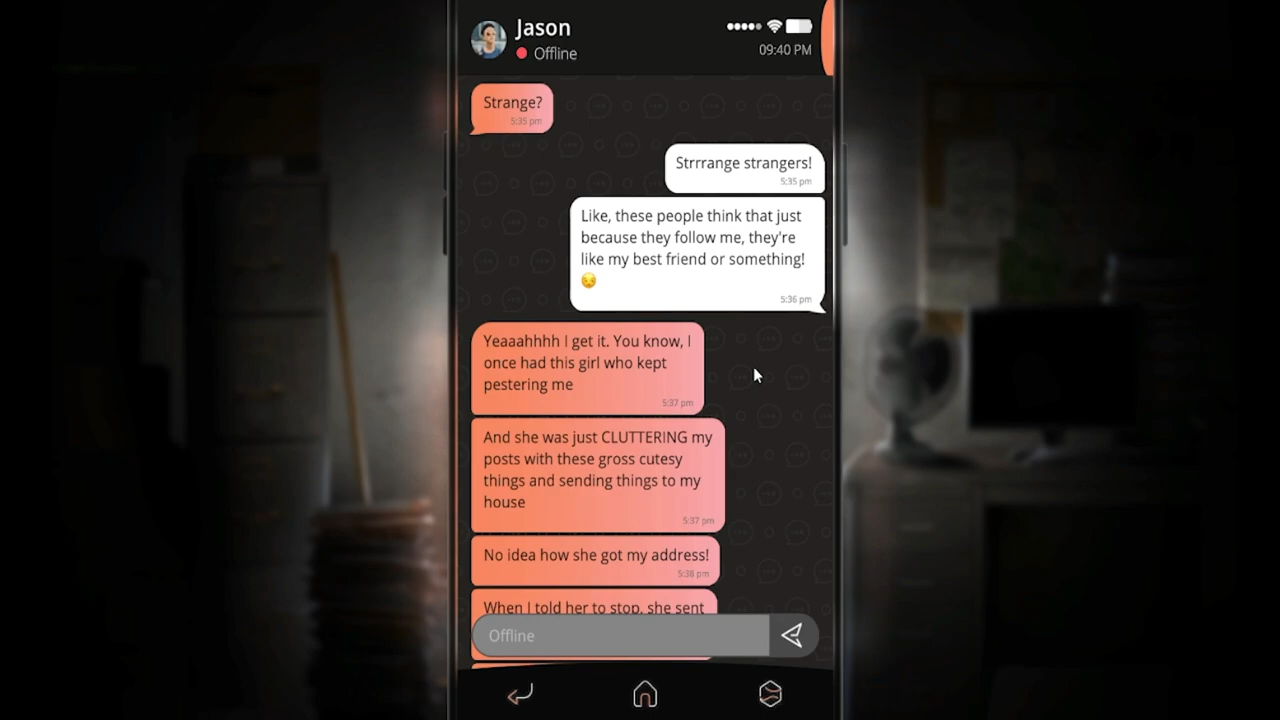 Jason
Offline
09:40 PM
Strange?
5:35 pm
Strrrange strangers!
5:35 pm
Like, these people think that just
because they follow me, they're
like my best friend or something!
😣
5:36 pm
Yeaaahhhh I get it. You know, I
once had this girl who kept
pestering me
5:37 pm
And she was just CLUTTERING my
posts with these gross cutesy
things and sending things to my
house
5:37 pm
No idea how she got my address!
5:38 pm
When I told her to stop, she sent
Offline